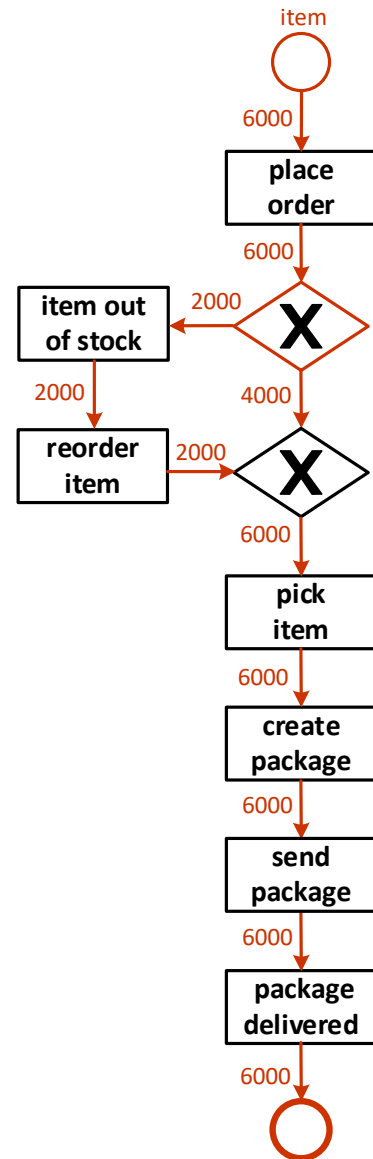 item
6000
place
order
6000
2000
item out
of stock
X
2000
4000
reorder
item
2000
X
6000
pick
item
6000
create
package
6000
send
package
6000
package
delivered
6000